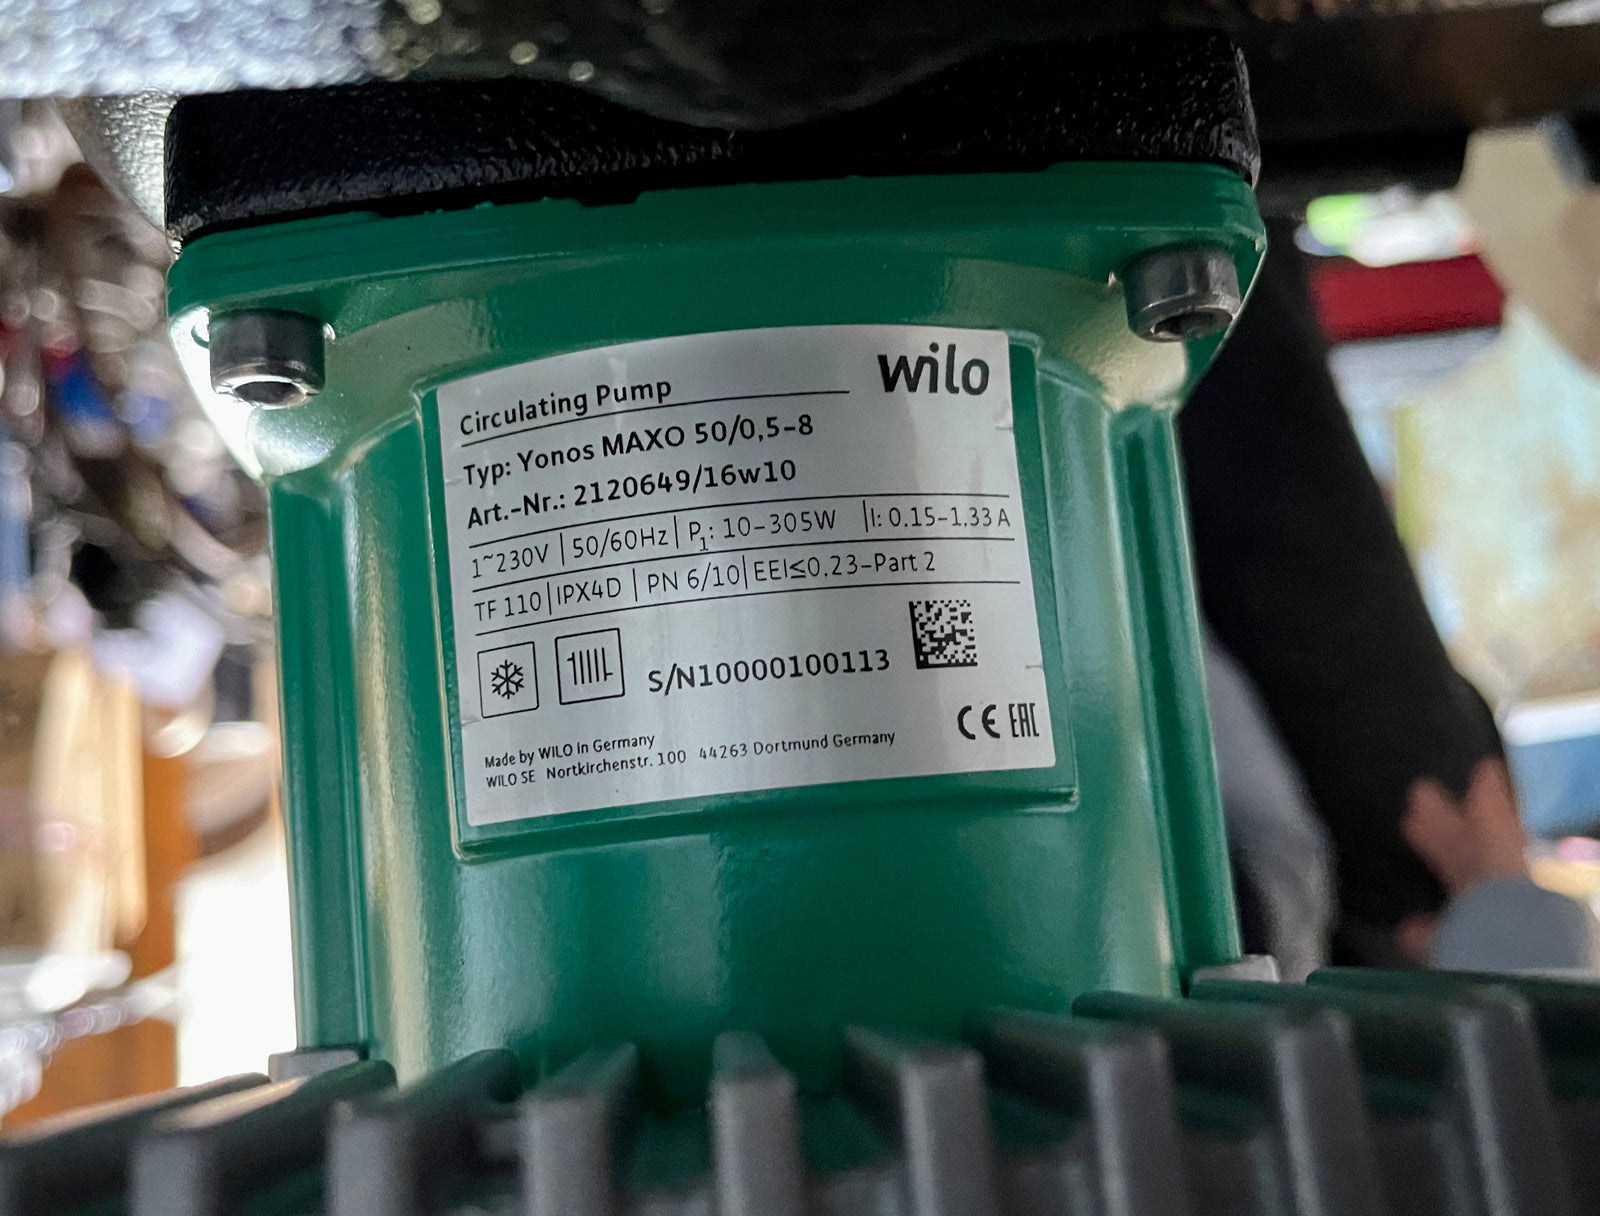 wilo
Circulating Pump
Typ: Yonos MAXO 50/0,5-8
Art.-Nr.: 2120649/16w10
1~230V | 50/60Hz | P1: 10-305W | I: 0.15-1.33 A
TF 110 | IPX4D | PN 6/10 | EEI≤0.23-Part 2
S/N10000100113
CE EAC
Made by WILO in Germany
WILO SE Nortkirchenstr. 100 44263 Dortmund Germany